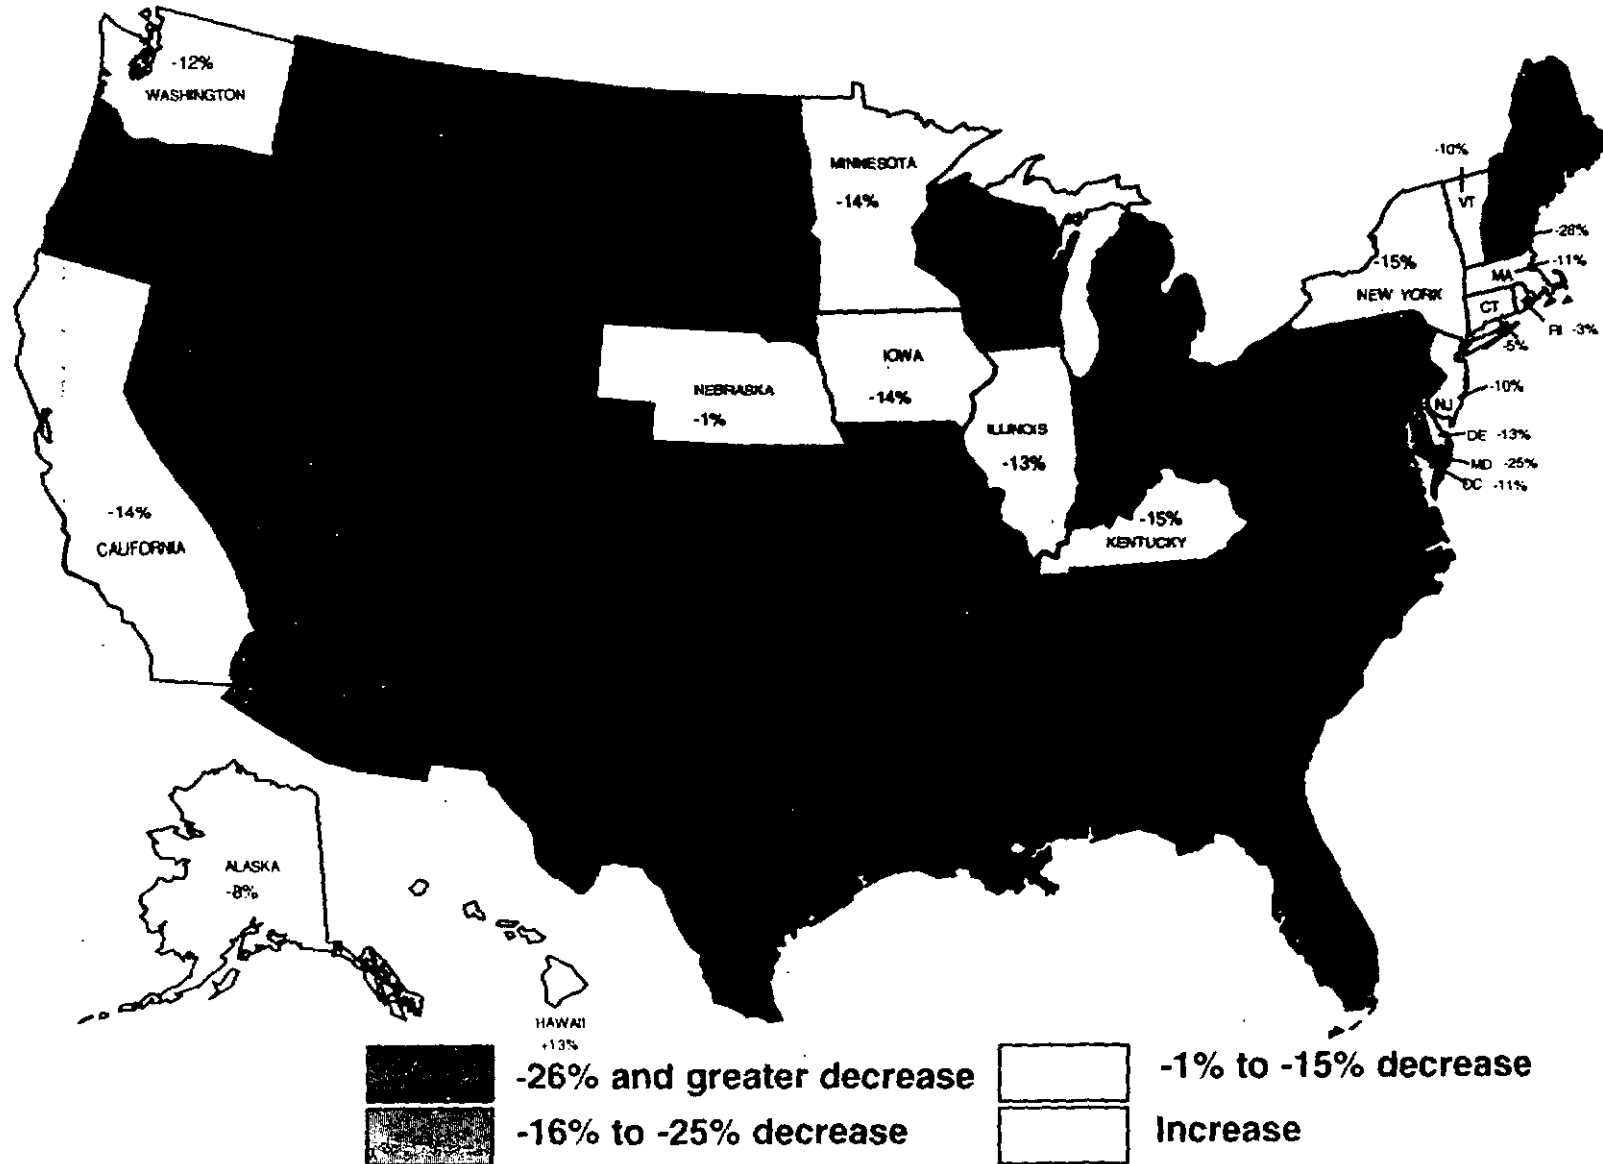 -12%
WASHINGTON
MINNESOTA
-14%
-10%
VT
-28%
-15%
NEW YORK
MA
-11%
CT
RI -3%
-5%
IOWA
-14%
NEBRASKA
-1%
-10%
NJ
ILLINOIS
-13%
DE -13%
MD -25%
DC -11%
-14%
CALIFORNIA
-15%
KENTUCKY
ALASKA
-8%
HAWAII
+13%
-26% and greater decrease
-1% to -15% decrease
-16% to -25% decrease
Increase